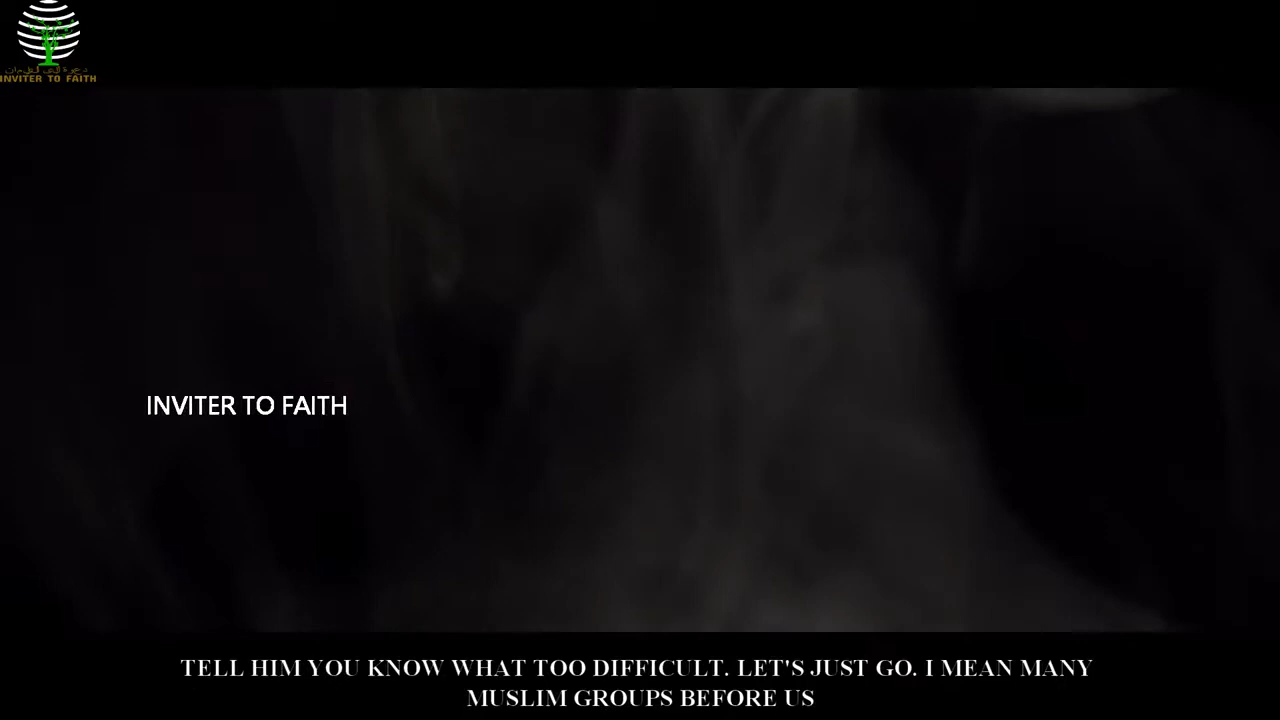 INVITER TO FAITH
INVITER TO FAITH
TELL HIM YOU KNOW WHAT TOO DIFFICULT. LET'S JUST GO. I MEAN MANY
MUSLIM GROUPS BEFORE US